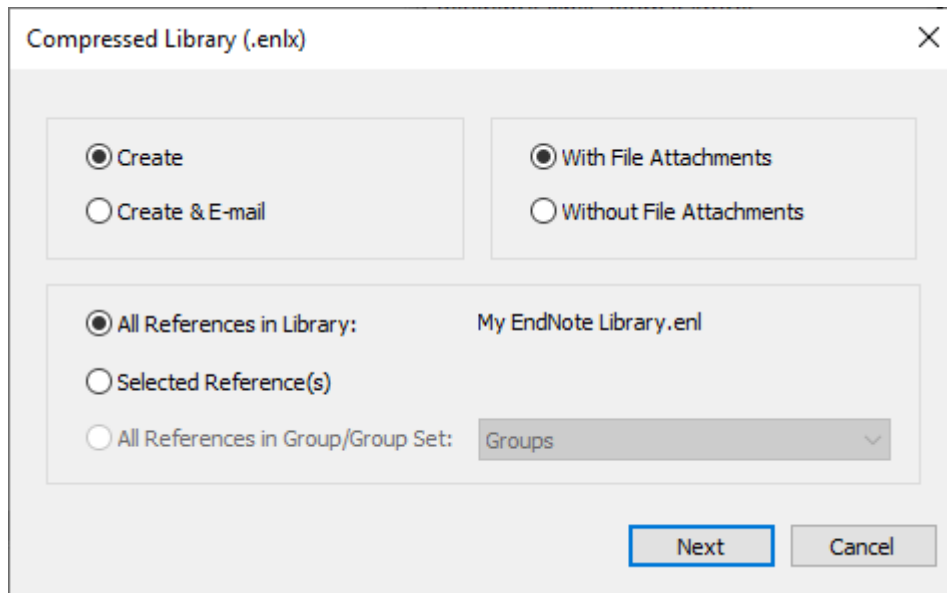 Compressed Library (.enlx)
Create
Create & E-mail
With File Attachments
Without File Attachments
All References in Library: My EndNote Library.enl
Selected Reference(s)
All References in Group/Group Set: Groups
Next Cancel